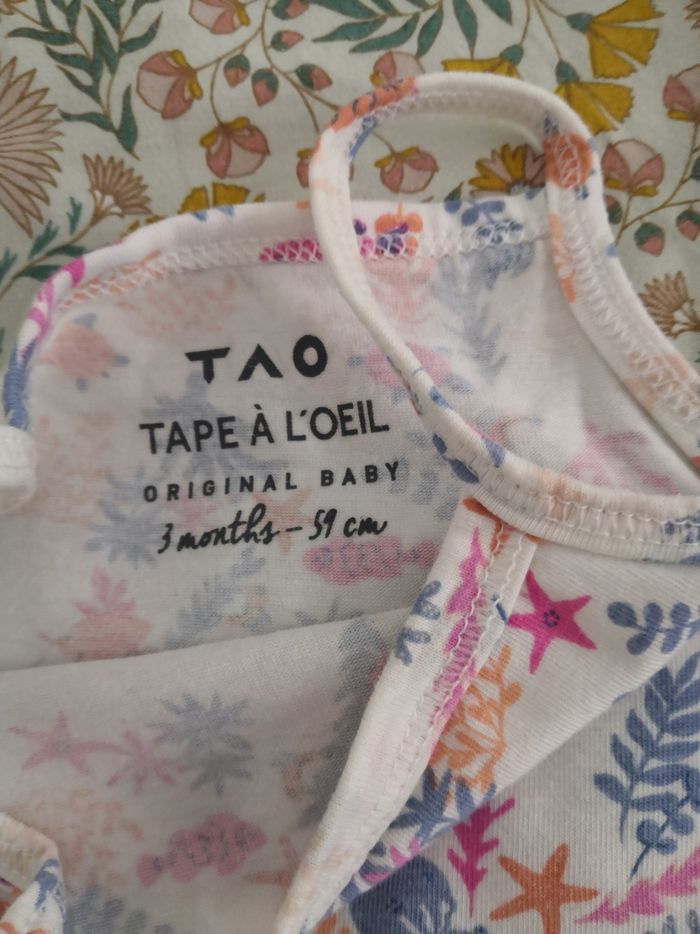 TAO
TAPE À L'OEIL
ORIGINAL BABY
3 months - 59 cm